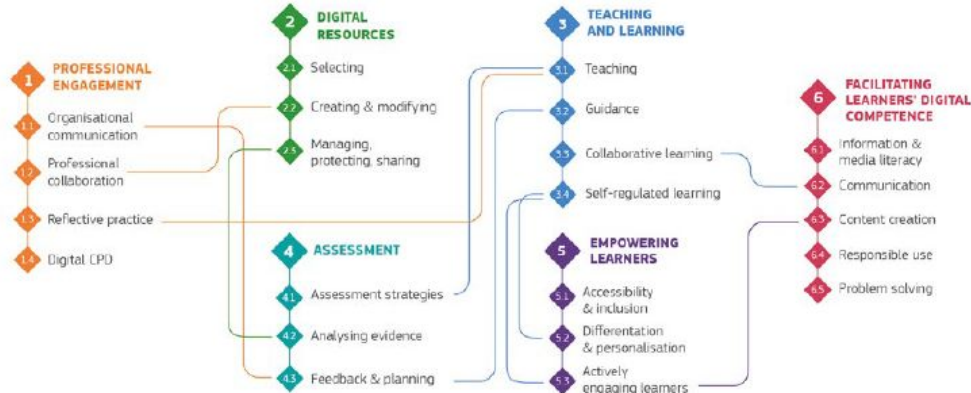 1
PROFESSIONAL
ENGAGEMENT
1.1
Organisational
communication
1.2
Professional
collaboration
1.3
Reflective practice
1.4
Digital CPD
2
DIGITAL
RESOURCES
2.1
Selecting
2.2
Creating & modifying
2.3
Managing,
protecting, sharing
3
TEACHING
AND LEARNING
3.1
Teaching
3.2
Guidance
3.3
Collaborative learning
3.4
Self-regulated learning
4
ASSESSMENT
4.1
Assessment strategies
4.2
Analysing evidence
4.3
Feedback & planning
5
EMPOWERING
LEARNERS
5.1
Accessibility
& inclusion
5.2
Differentation
& personalisation
5.3
Actively
engaging learners
6
FACILITATING
LEARNERS' DIGITAL
COMPETENCE
6.1
Information &
media literacy
6.2
Communication
6.3
Content creation
6.4
Responsible use
6.5
Problem solving